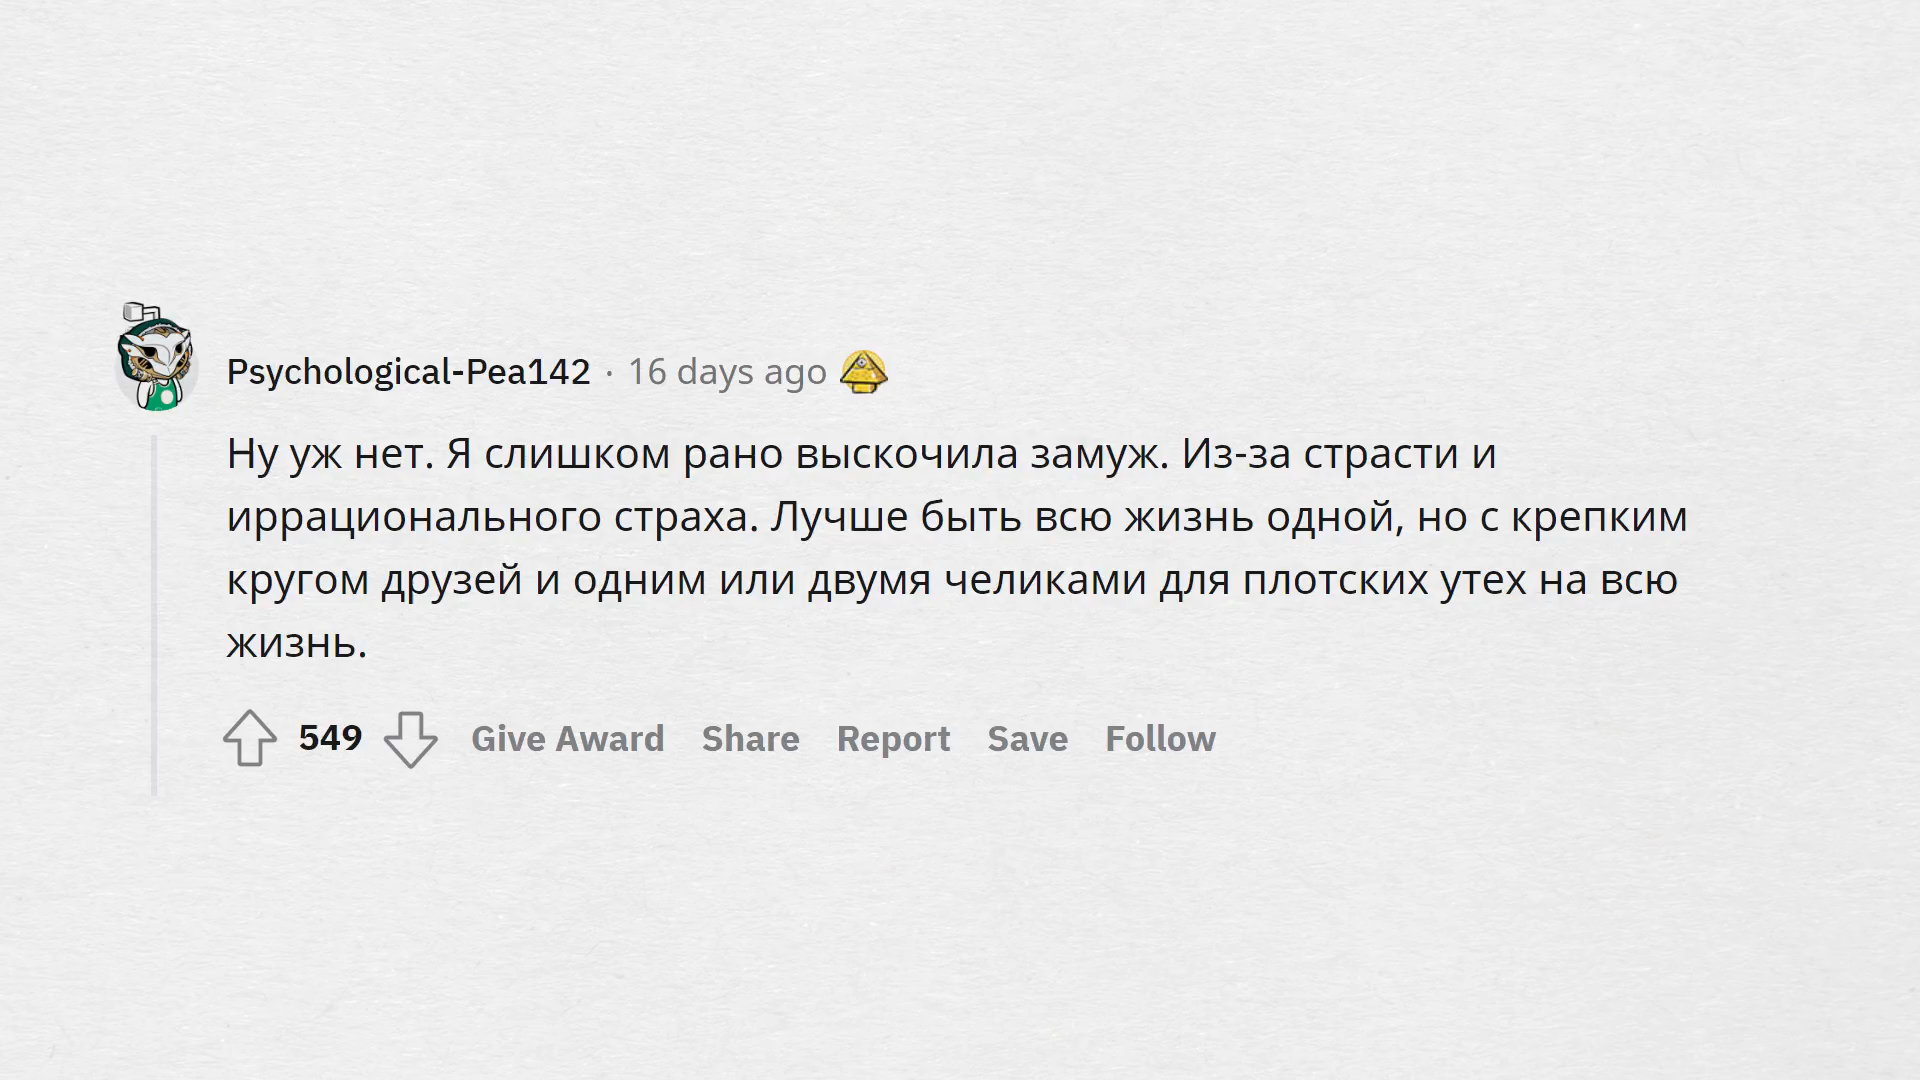 Psychological-Pea142 · 16 days ago
Ну уж нет. Я слишком рано выскочила замуж. Из-за страсти и
иррационального страха. Лучше быть всю жизнь одной, но с крепким
кругом друзей и одним или двумя челиками для плотских утех на всю
жизнь.
549 Give Award Share Report Save Follow